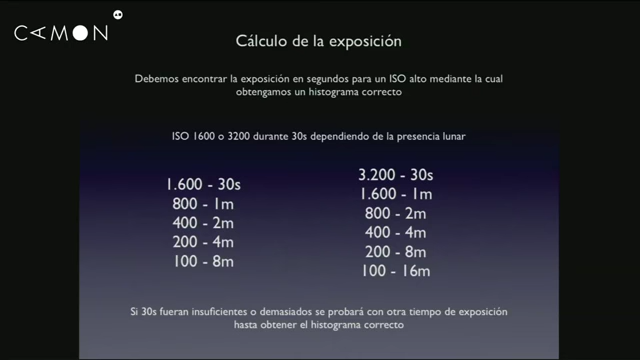 CAMON
Cálculo de la exposición
Debemos encontrar la exposición en segundos para un ISO alto mediante la cual
obtengamos un histograma correcto
ISO 1600 o 3200 durante 30s dependiendo de la presencia lunar
1.600 - 30s
800 - 1m
400 - 2m
200 - 4m
100 - 8m
3.200 - 30s
1.600 - 1m
800 - 2m
400 - 4m
200 - 8m
100 - 16m
Si 30s fueran insuficientes o demasiados se probará con otra tiempo de exposición
hasta obtener el histograma correcto